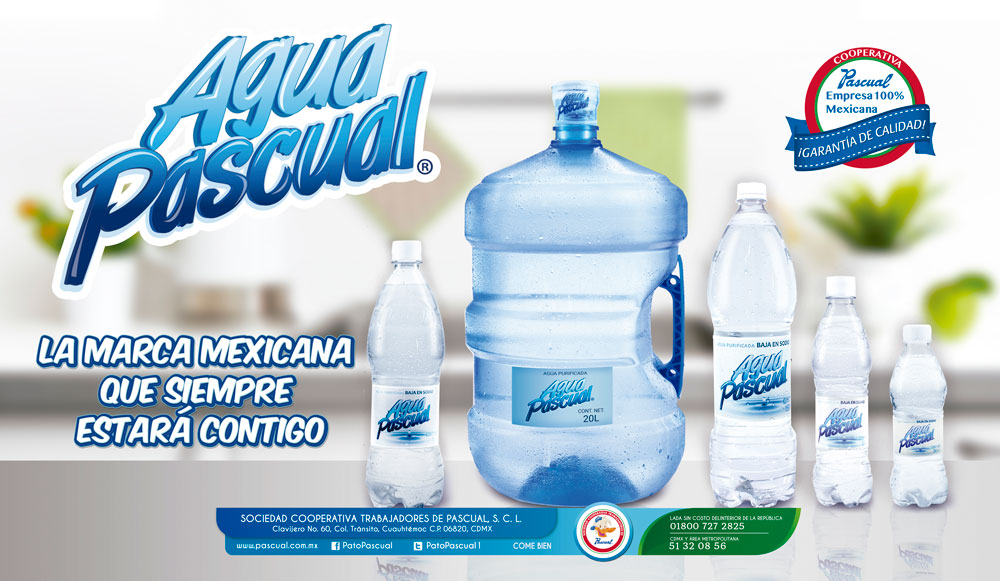 Agua
Pascual®
COOPERATIVA
Pascual
Empresa 100%
Mexicana
¡GARANTÍA DE CALIDAD!
LA MARCA MEXICANA
QUE SIEMPRE
ESTARÁ CONTIGO
BAJA EN SODIO
Agua
Pascual
AGUA PURIFICADA
Agua
Pascual
CONT. NET.
20L
AGUA PURIFICADA BAJA EN SODIO
Agua
Pascual
Agua
Pascual
Agua
Pascual
SOCIEDAD COOPERATIVA TRABAJADORES DE PASCUAL, S. C. L.
Clavijero No. 60, Col. Tránsito, Cuauhtémoc C.P. 06820, CDMX
www.pascual.com.mx PatoPascual PatoPascual1 COME BIEN
Pascual
LADA SIN COSTO DELINTERIOR DE LA REPÚBLICA
01800 727 2825
CDMX Y ÁREA METROPOLITANA
51 32 08 56